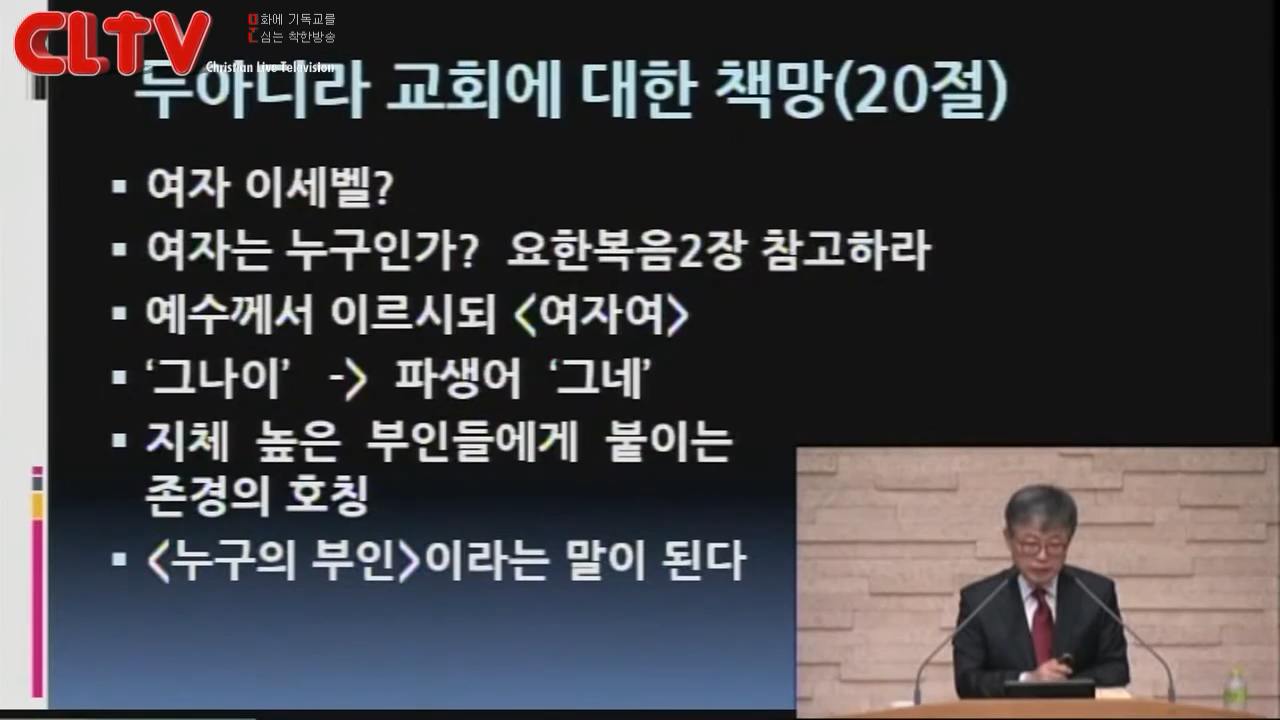 CLTV
문화에 기독교를
심는 착한방송
Christian Live Television
두아디라 교회에 대한 책망(20절)
▪ 여자 이세벨?
▪ 여자는 누구인가? 요한복음2장 참고하라
▪ 예수께서 이르시되 <여자여>
▪ ‘그나이’ -> 파생어 ‘그네’
▪ 지체 높은 부인들에게 붙이는
존경의 호칭
▪ <누구의 부인>이라는 말이 된다